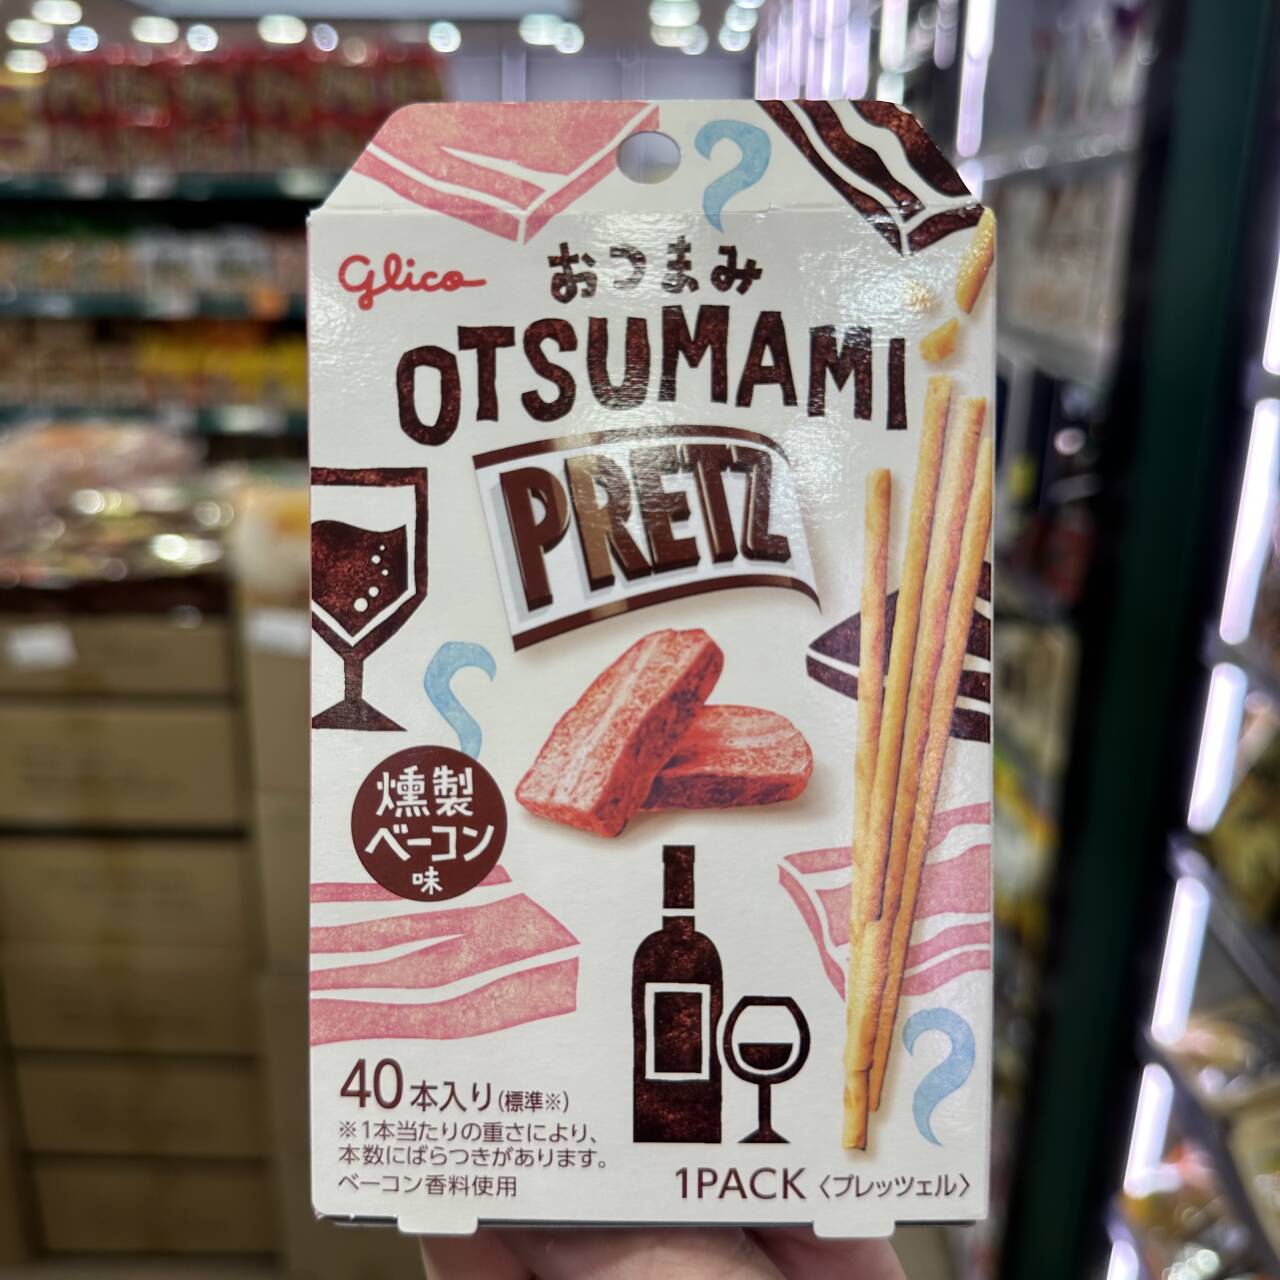 Glico
おつまみ
OTSUMAMI
PRETZ
燻製
ベーコン
味
40本入り(標準※)
※1本当たりの重さにより、
本数にばらつきがあります。
ベーコン香料使用
1PACK〈プレッツェル〉